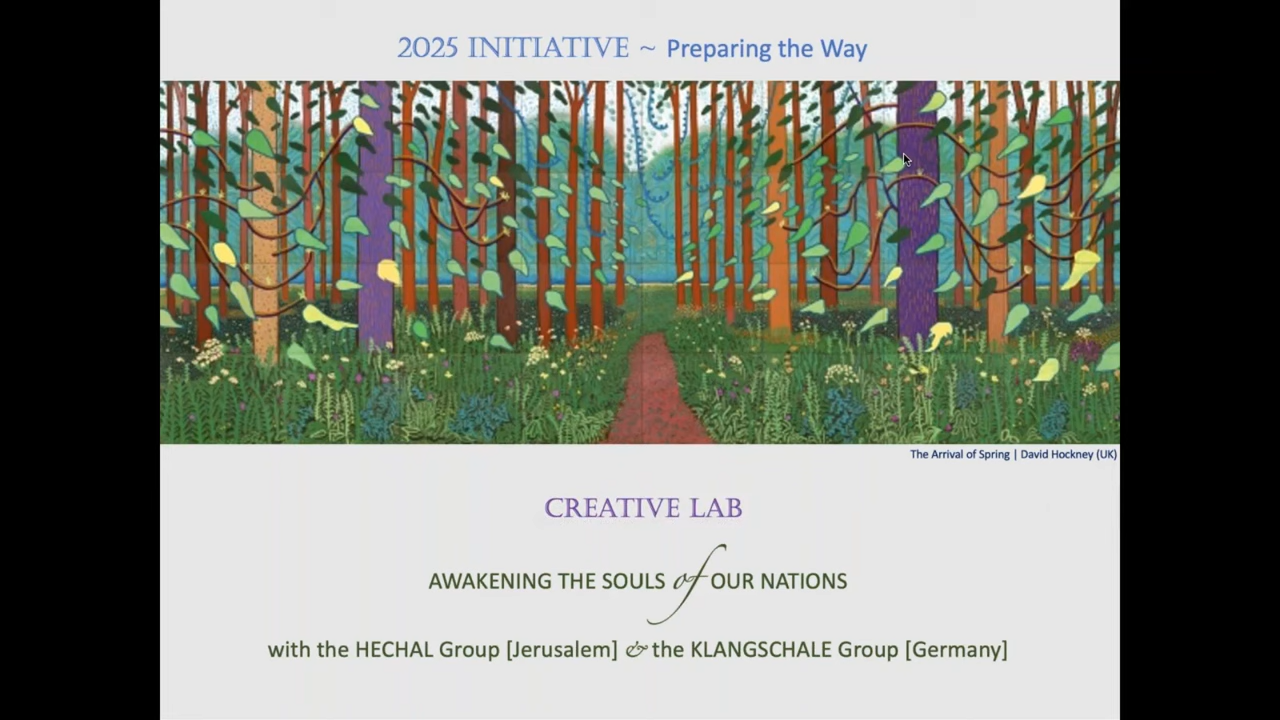 2025 INITIATIVE ~ Preparing the Way
The Arrival of Spring | David Hockney (UK)
CREATIVE LAB
AWAKENING THE SOULS of OUR NATIONS
with the HECHAL Group [Jerusalem] & the KLANGSCHALE Group [Germany]